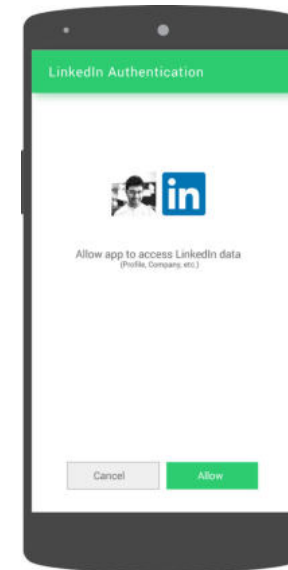 LinkedIn Authentication
in
Allow app to access LinkedIn data
(Profile, Company, etc.)
Cancel
Allow